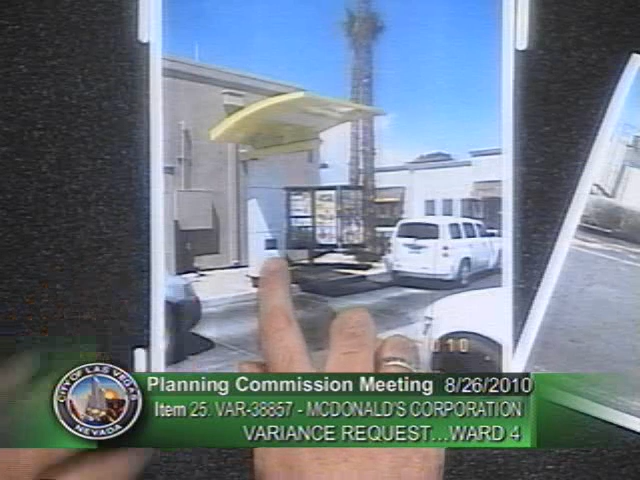 Planning Commission Meeting 8/26/2010
Item 25. VAR-38857 - MCDONALD'S CORPORATION
VARIANCE REQUEST...WARD 4
CITY OF LAS VEGAS
NEVADA